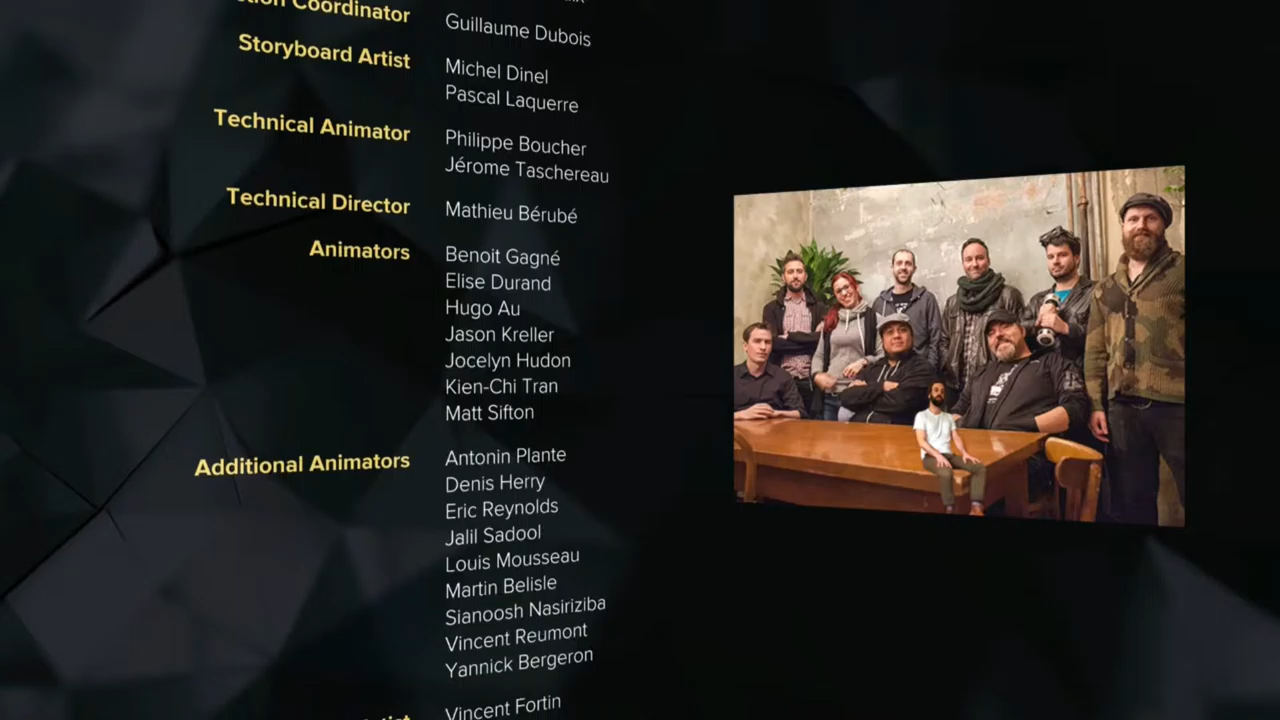 Coordinator
Guillaume Dubois
Storyboard Artist
Michel Dinel
Pascal Laquerre
Technical Animator
Philippe Boucher
Jérome Taschereau
Technical Director
Mathieu Bérubé
Animators
Benoit Gagné
Elise Durand
Hugo Au
Jason Kreller
Jocelyn Hudon
Kien-Chi Tran
Matt Sifton
Additional Animators
Antonin Plante
Denis Herry
Eric Reynolds
Jalil Sadool
Louis Mousseau
Martin Belisle
Sianoosh Nasiriziba
Vincent Reumont
Yannick Bergeron
Vincent Fortin